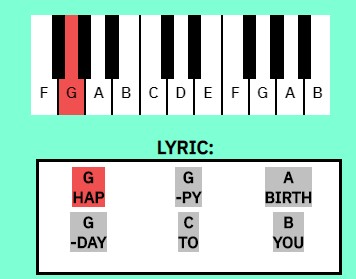 F G A B C D E F G A B
LYRIC:
G G A
HAP -PY BIRTH
G C B
-DAY TO YOU